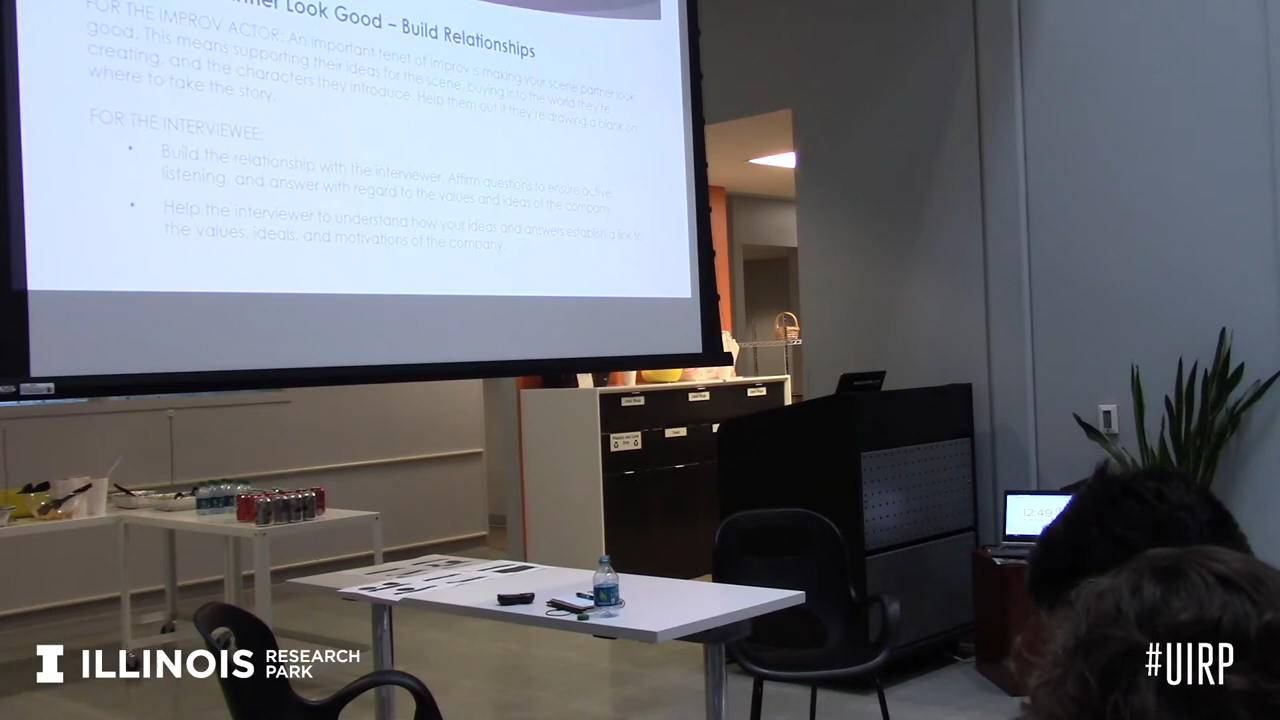 Look Good – Build Relationships
FOR THE IMPROV ACTOR: An important tenet of improv is making your scene partner look
good. This means supporting their ideas for the scene, buying into the world they're
creating, and the characters they introduce. Help them out if they're drawing a blank on
where to take the story.
FOR THE INTERVIEWEE:
• Build the relationship with the interviewer. Affirm questions to ensure active
listening, and answer with regard to the values and ideas of the company.
• Help the interviewer to understand how your ideas and answers establish a link to
the values, ideals, and motivations of the company.
12:49
ILLINOIS RESEARCH
PARK
#UIRP